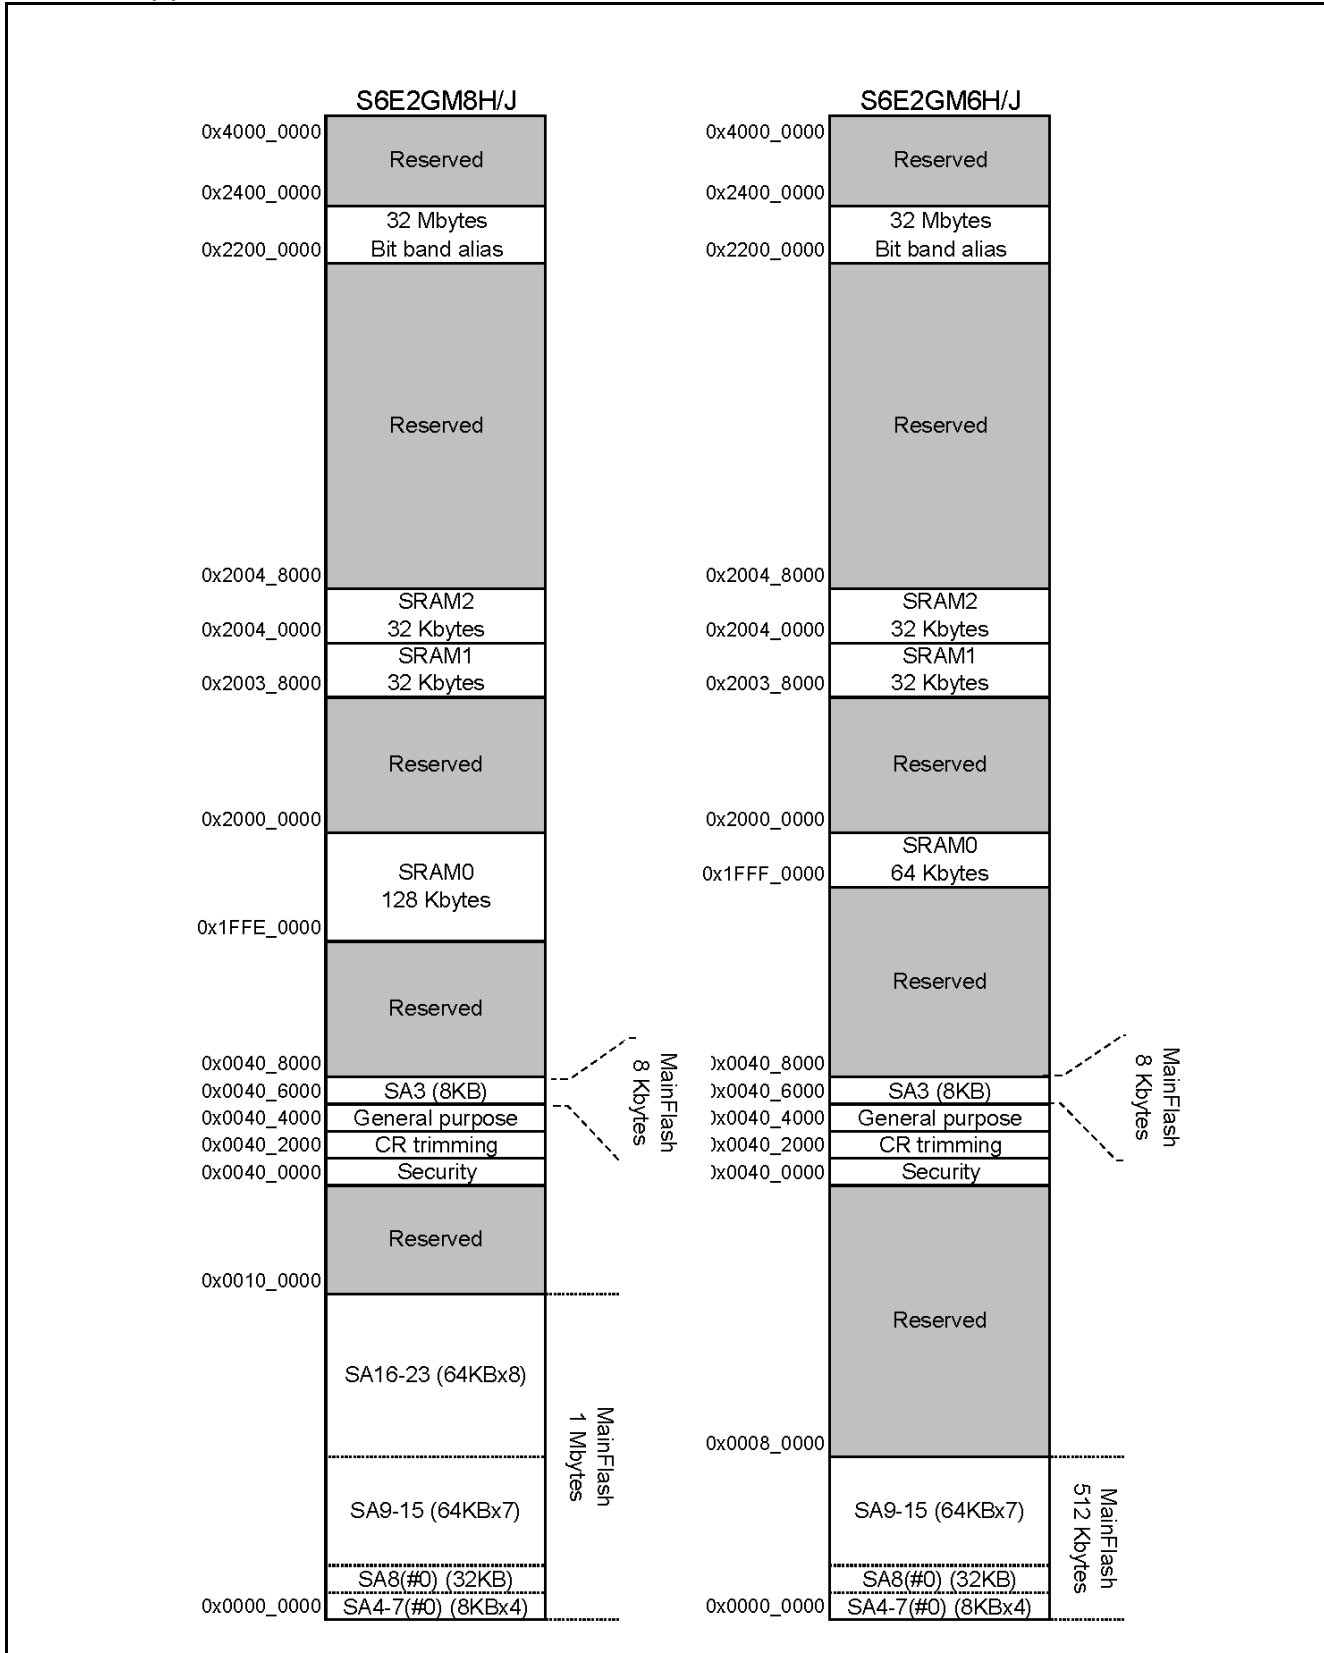 S6E2GM8H/J
0x4000_0000
Reserved
0x2400_0000
32 Mbytes
0x2200_0000
Bit band alias
Reserved
0x2004_8000
SRAM2
0x2004_0000
32 Kbytes
SRAM1
0x2003_8000
32 Kbytes
Reserved
0x2000_0000
SRAM0
128 Kbytes
0x1FFE_0000
Reserved
0x0040_8000
0x0040_6000
SA3 (8KB)
0x0040_4000
General purpose
0x0040_2000
CR trimming
0x0040_0000
Security
MainFlash
8 Kbytes
Reserved
0x0010_0000
SA16-23 (64KBx8)
MainFlash
1 Mbytes
SA9-15 (64KBx7)
SA8(#0) (32KB)
0x0000_0000
SA4-7(#0) (8KBx4)
S6E2GM6H/J
0x4000_0000
Reserved
0x2400_0000
32 Mbytes
0x2200_0000
Bit band alias
Reserved
0x2004_8000
SRAM2
0x2004_0000
32 Kbytes
SRAM1
0x2003_8000
32 Kbytes
Reserved
0x2000_0000
SRAM0
0x1FFF_0000
64 Kbytes
Reserved
0x0040_8000
0x0040_6000
SA3 (8KB)
0x0040_4000
General purpose
0x0040_2000
CR trimming
0x0040_0000
Security
MainFlash
8 Kbytes
Reserved
0x0008_0000
SA9-15 (64KBx7)
MainFlash
512 Kbytes
SA8(#0) (32KB)
0x0000_0000
SA4-7(#0) (8KBx4)